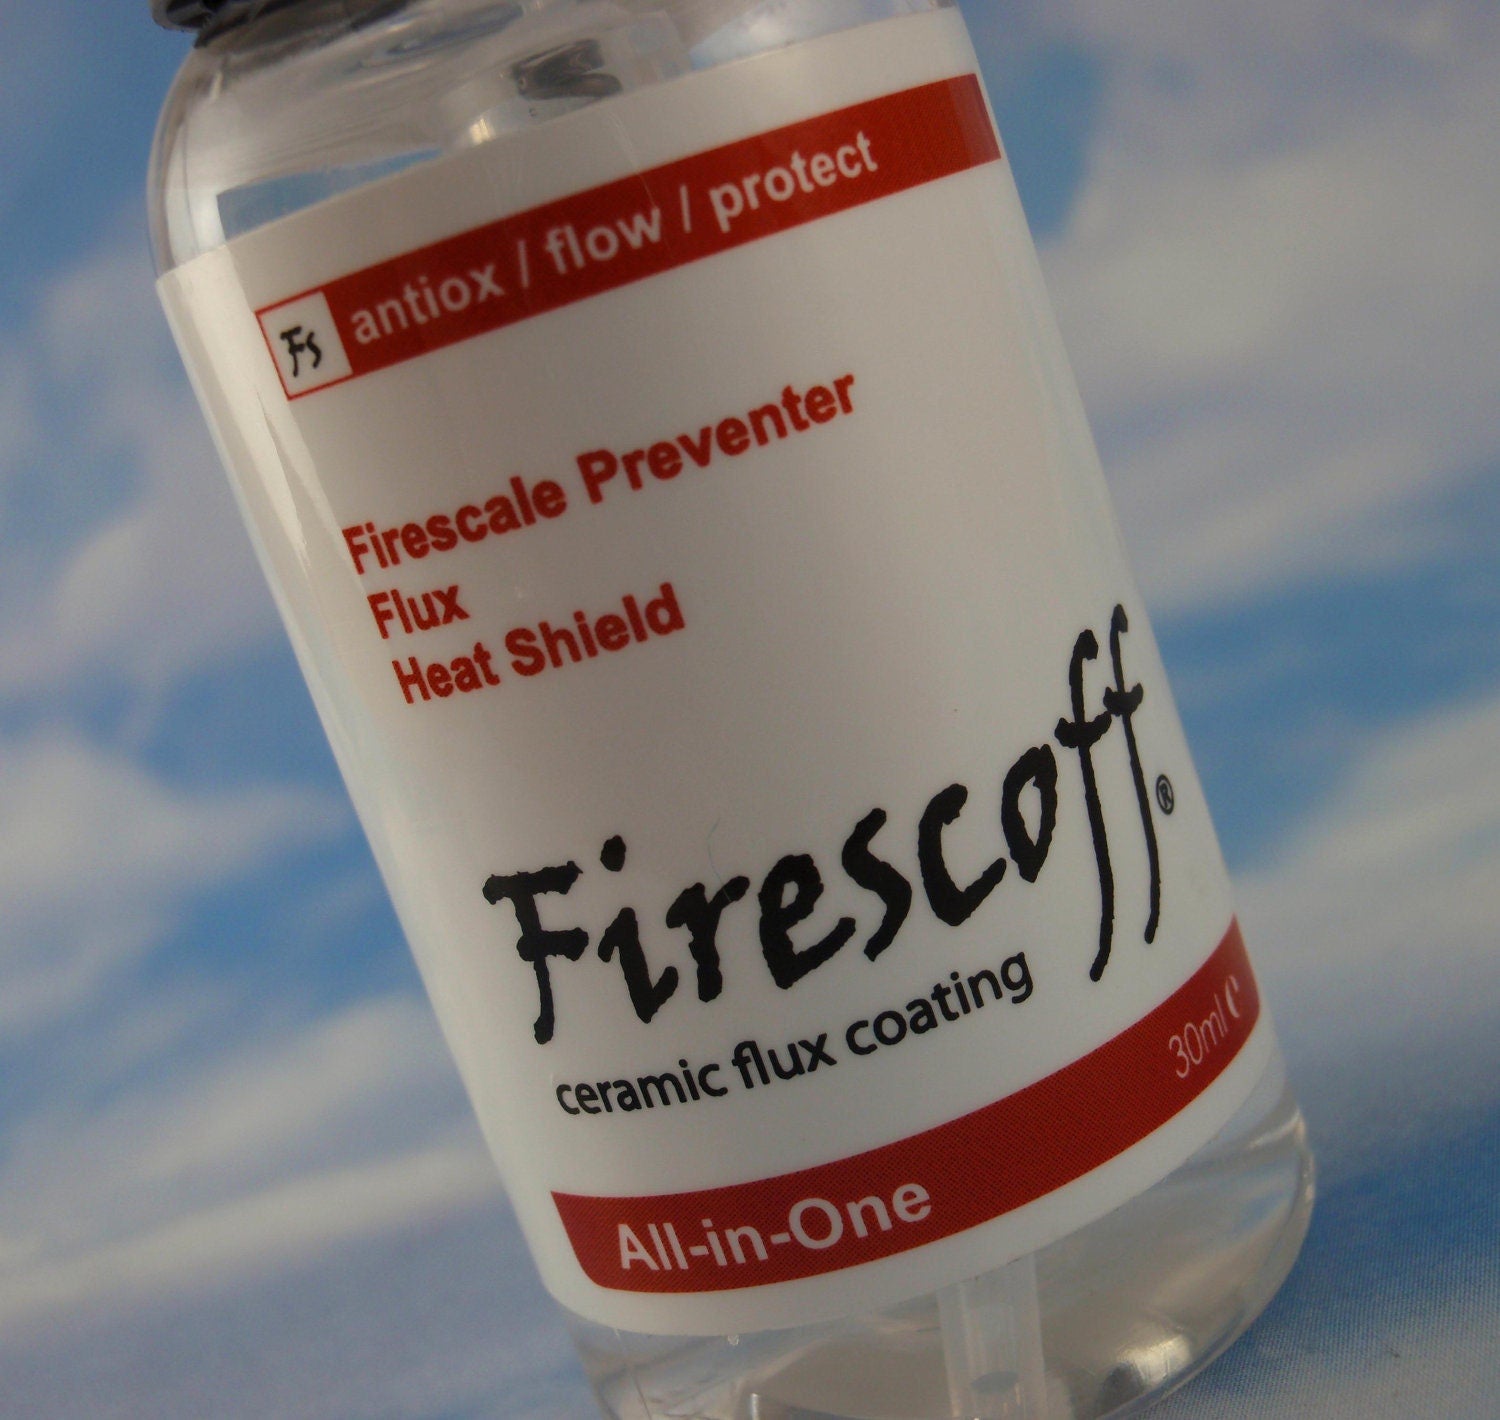 Fs antiox / flow / protect
Firescale Preventer
Flux
Heat Shield
Firescoff®
ceramic flux coating
30ml
All-in-One